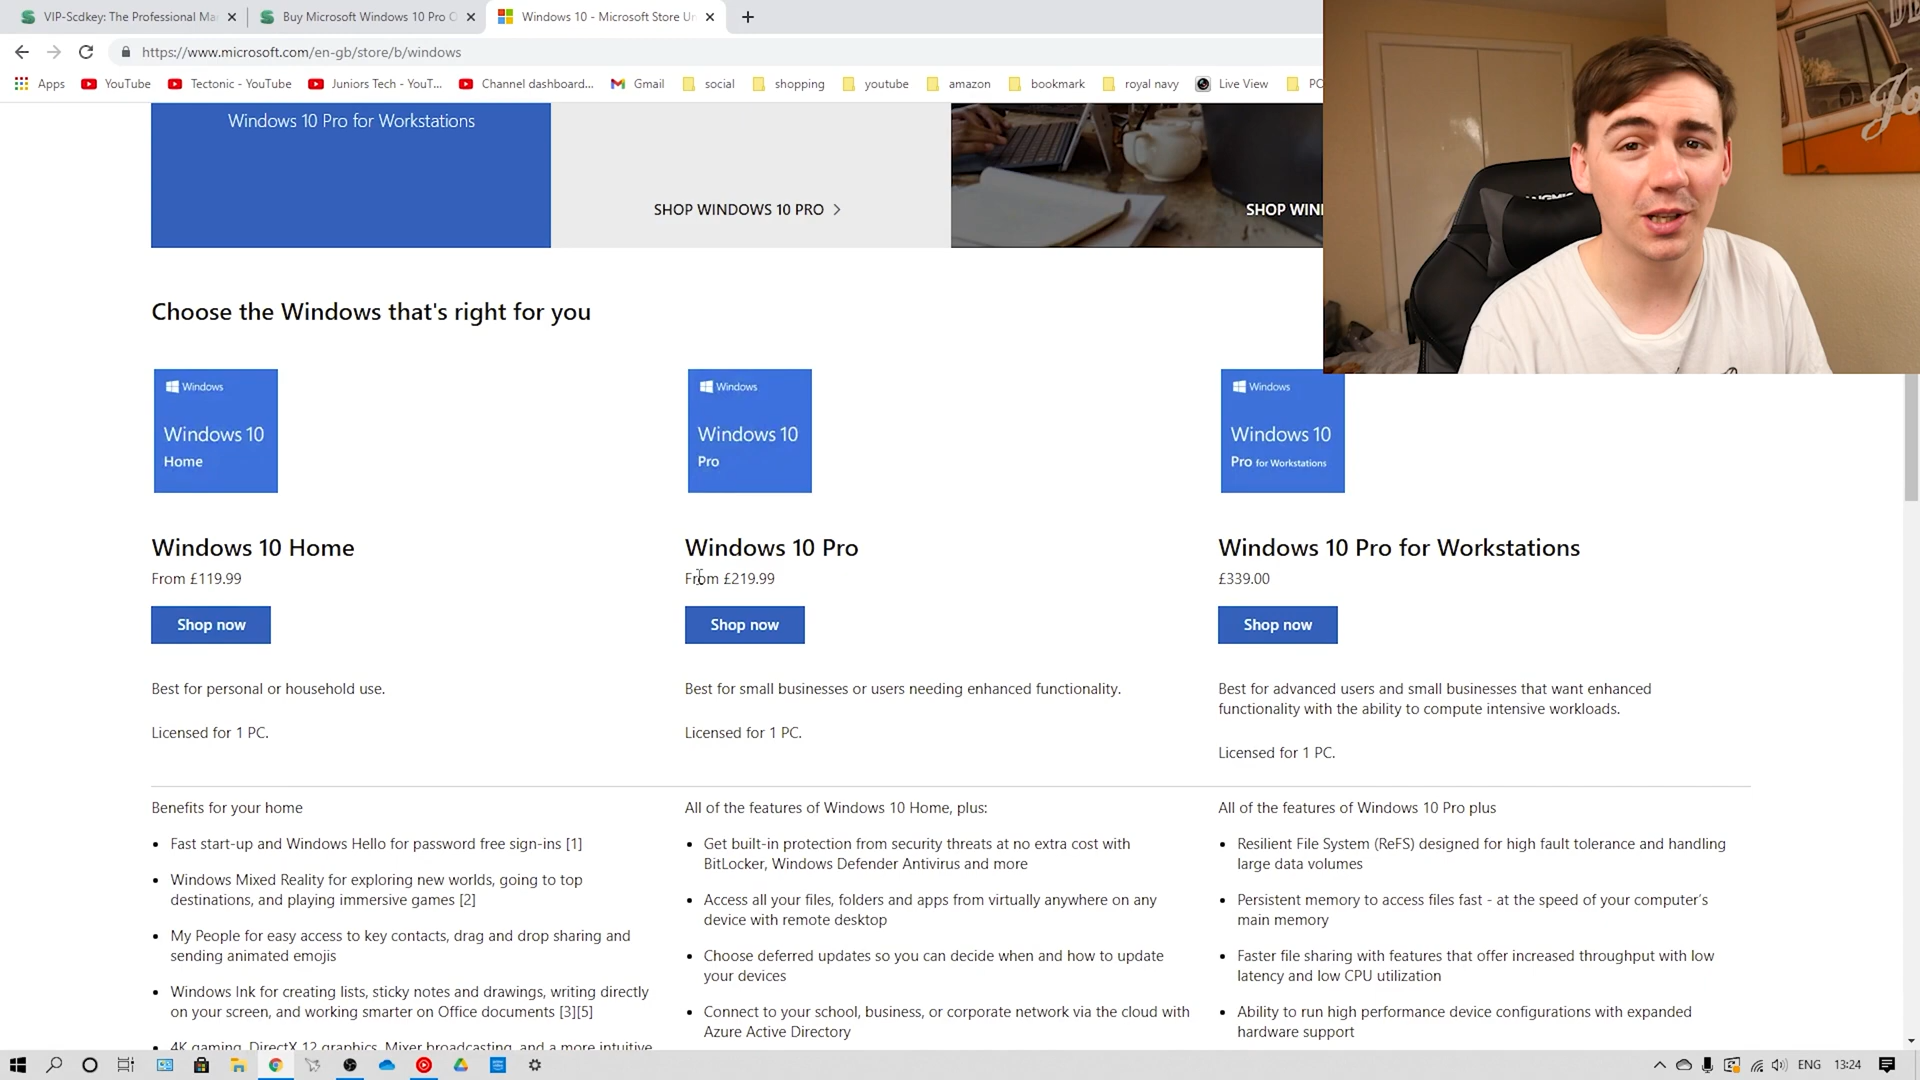 VIP-Scdkey: The Professional Ma
Buy Microsoft Windows 10 Pro O
Windows 10 - Microsoft Store Un
https://www.microsoft.com/en-gb/store/b/windows
Apps
YouTube
Tectonic - YouTube
Juniors Tech - YouT...
Channel dashboard...
Gmail
social
shopping
youtube
amazon
bookmark
royal navy
Live View
PC
Windows 10 Pro for Workstations
SHOP WINDOWS 10 PRO
SHOP WIN
Choose the Windows that's right for you
Windows
Windows 10
Home
Windows
Windows 10
Pro
Windows
Windows 10
Pro for Workstations
Windows 10 Home
From £119.99
Shop now
Best for personal or household use.
Licensed for 1 PC.
Windows 10 Pro
From £219.99
Shop now
Best for small businesses or users needing enhanced functionality.
Licensed for 1 PC.
Windows 10 Pro for Workstations
£339.00
Shop now
Best for advanced users and small businesses that want enhanced
functionality with the ability to compute intensive workloads.
Licensed for 1 PC.
Benefits for your home
Fast start-up and Windows Hello for password free sign-ins [1]
Windows Mixed Reality for exploring new worlds, going to top
destinations, and playing immersive games [2]
My People for easy access to key contacts, drag and drop sharing and
sending animated emojis
Windows Ink for creating lists, sticky notes and drawings, writing directly
on your screen, and working smarter on Office documents [3][5]
4K gaming, DirectX 12 graphics, Mixer broadcasting, and a more intuitive
All of the features of Windows 10 Home, plus:
Get built-in protection from security threats at no extra cost with
BitLocker, Windows Defender Antivirus and more
Access all your files, folders and apps from virtually anywhere on any
device with remote desktop
Choose deferred updates so you can decide when and how to update
your devices
Connect to your school, business, or corporate network via the cloud with
Azure Active Directory
All of the features of Windows 10 Pro plus
Resilient File System (ReFS) designed for high fault tolerance and handling
large data volumes
Persistent memory to access files fast - at the speed of your computer's
main memory
Faster file sharing with features that offer increased throughput with low
latency and low CPU utilization
Ability to run high performance device configurations with expanded
hardware support
ENG
13:24